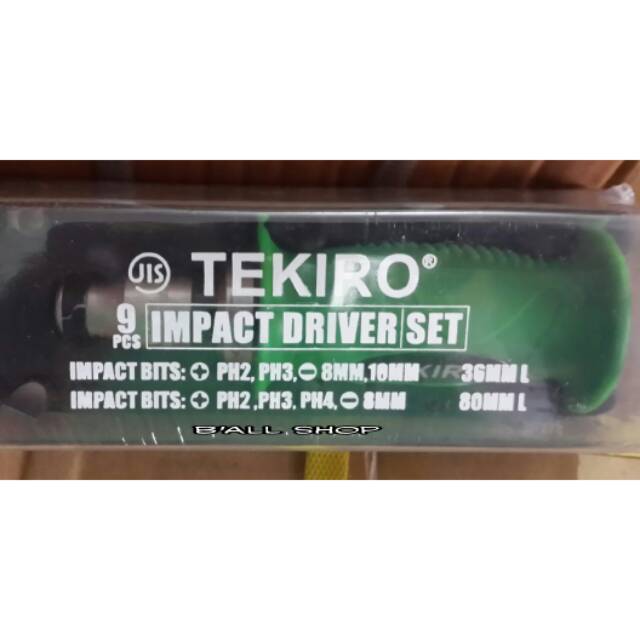 JIS TEKIRO®
9 PCS IMPACT DRIVER SET
IMPACT BITS: PH2, PH3, 8MM, 10MM 36MM L
IMPACT BITS: PH2, PH3. PH4, 8MM 80MM L
B'ALL SHOP
KIR